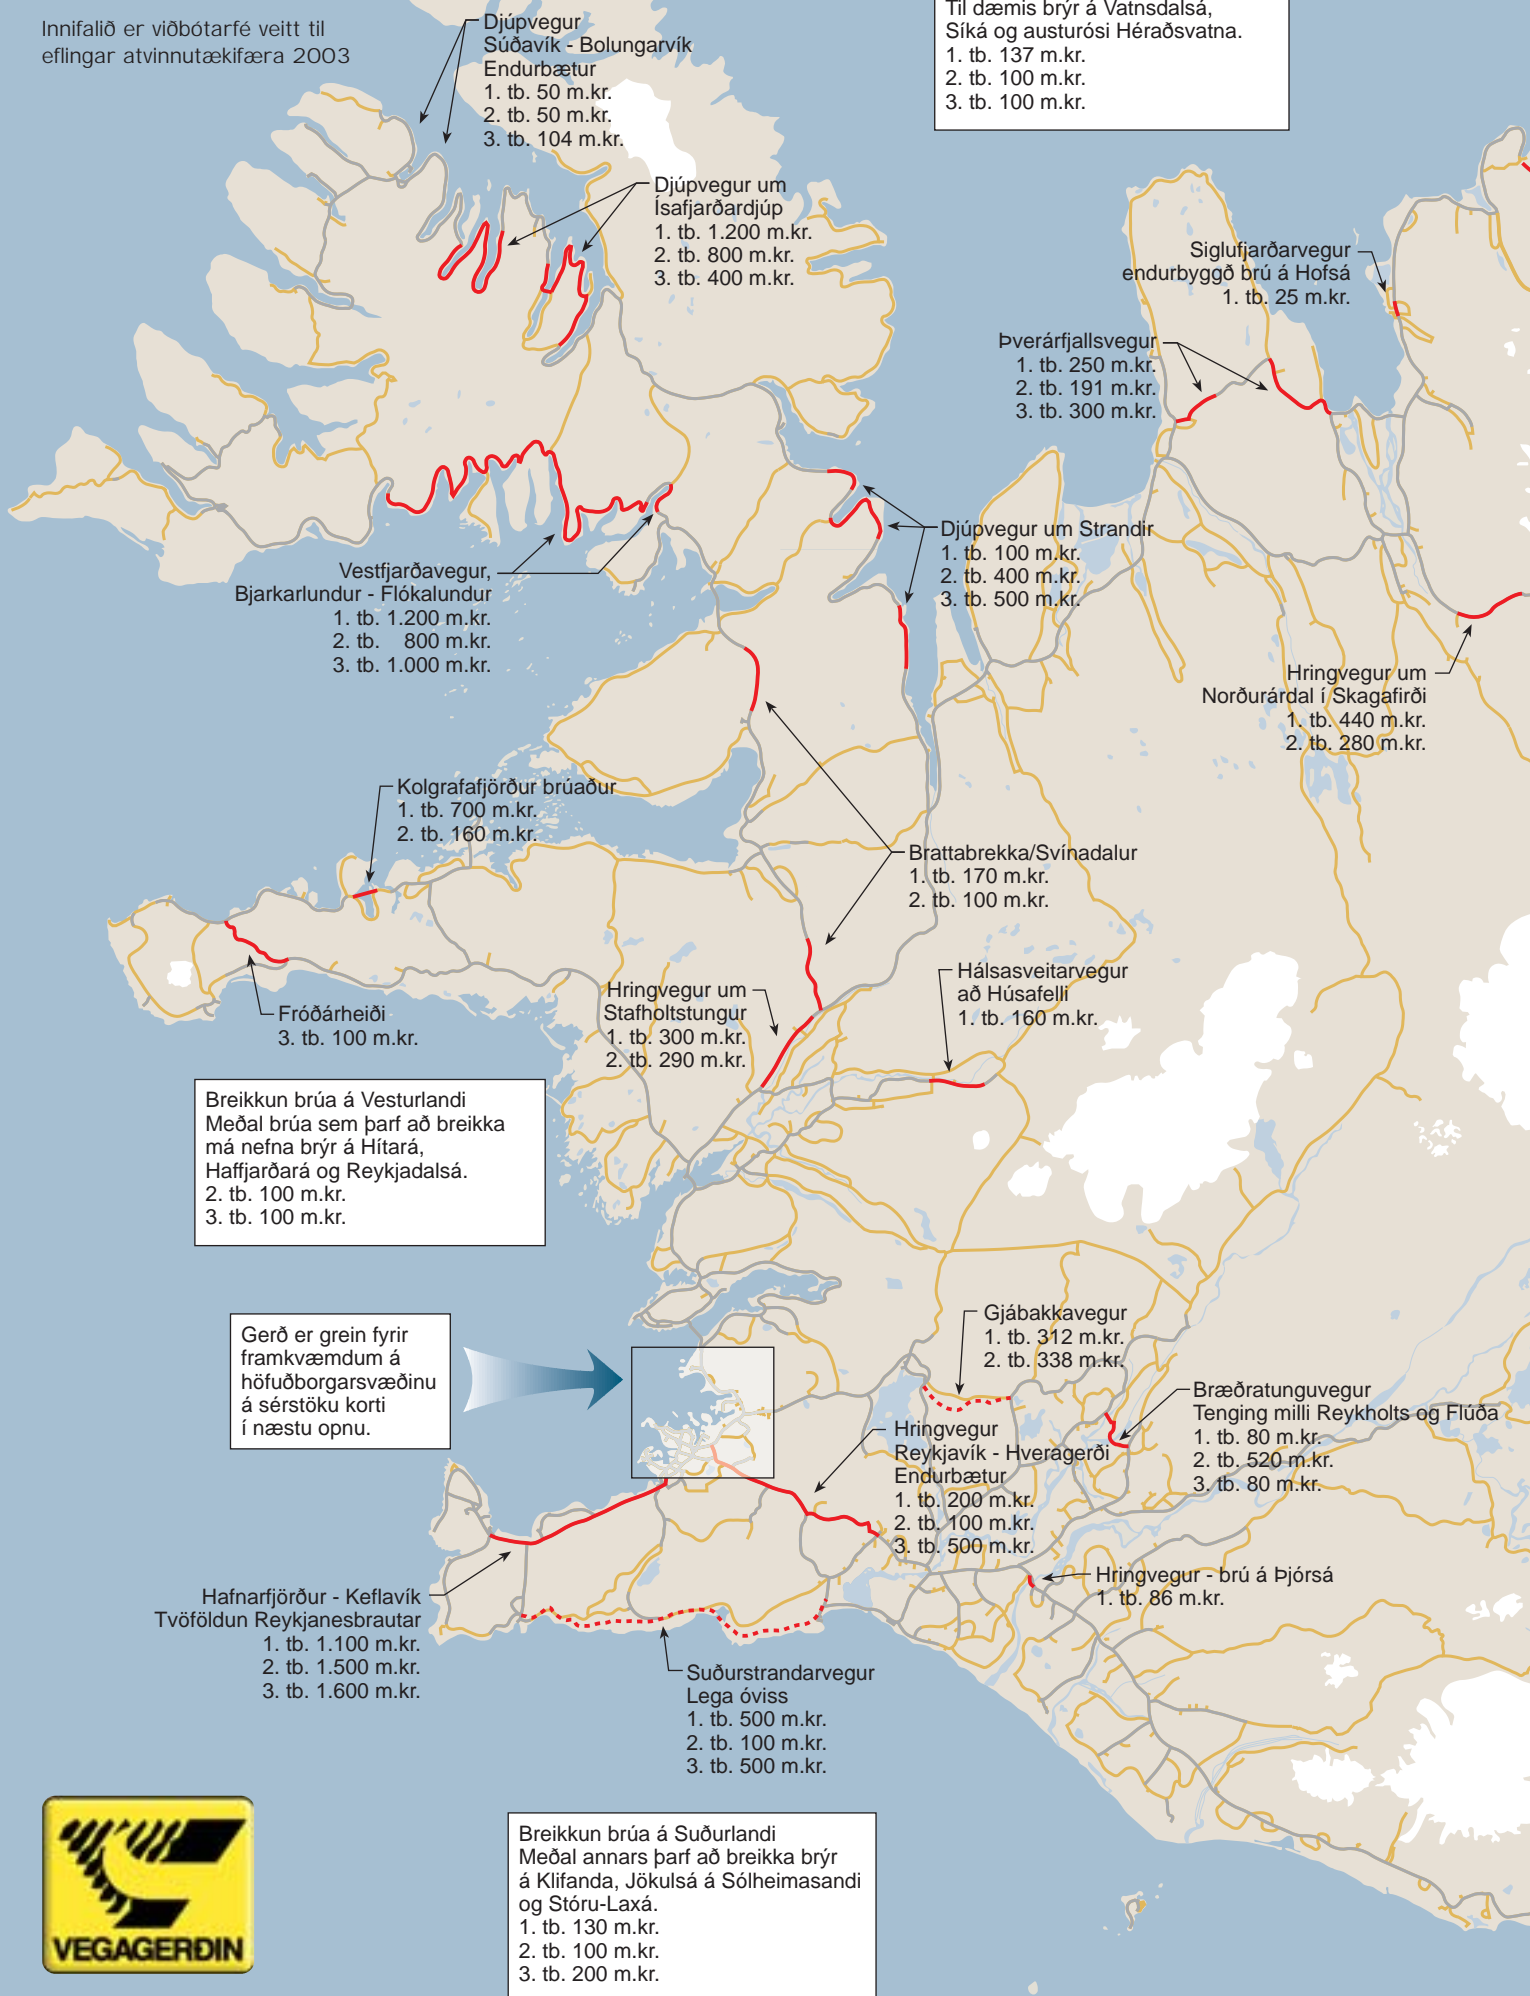 Innifalið er viðbótarfé veitt til
eflingar atvinnutækifæra 2003
Djúpvegur
Súðavík - Bolungarvík
Endurbætur
1. tb. 50 m.kr.
2. tb. 50 m.kr.
3. tb. 104 m.kr.
Til dæmis brýr á Vatnsdalsá,
Síká og austurósi Héraðsvatna.
1. tb. 137 m.kr.
2. tb. 100 m.kr.
3. tb. 100 m.kr.
Djúpvegur um
Ísafjarðardjúp
1. tb. 1.200 m.kr.
2. tb. 800 m.kr.
3. tb. 400 m.kr.
Siglufjarðarvegur
endurbyggð brú á Hofsá
1. tb. 25 m.kr.
Þverárfjallsvegur
1. tb. 250 m.kr.
2. tb. 191 m.kr.
3. tb. 300 m.kr.
Djúpvegur um Strandir
1. tb. 100 m.kr.
2. tb. 400 m.kr.
3. tb. 500 m.kr.
Vestfjarðavegur,
Bjarkarlundur - Flókalundur
1. tb. 1.200 m.kr.
2. tb. 800 m.kr.
3. tb. 1.000 m.kr.
Hringvegur um
Norðurárdal í Skagafirði
1. tb. 440 m.kr.
2. tb. 280 m.kr.
Kolgrafafjörður brúaður
1. tb. 700 m.kr.
2. tb. 160 m.kr.
Brattabrekka/Svínadalur
1. tb. 170 m.kr.
2. tb. 100 m.kr.
Hálsasveitarvegur
að Húsafelli
1. tb. 160 m.kr.
Hringvegur um
Stafholtstungur
1. tb. 300 m.kr.
2. tb. 290 m.kr.
Fróðárheiði
3. tb. 100 m.kr.
Breikkun brúa á Vesturlandi
Meðal brúa sem þarf að breikka
má nefna brýr á Hítará,
Haffjarðará og Reykjadalsá.
2. tb. 100 m.kr.
3. tb. 100 m.kr.
Gerð er grein fyrir
framkvæmdum á
höfuðborgarsvæðinu
á sérstöku korti
í næstu opnu.
Gjábakkavegur
1. tb. 312 m.kr.
2. tb. 338 m.kr.
Bræðratunguvegur
Tenging milli Reykholts og Flúða
1. tb. 80 m.kr.
2. tb. 520 m.kr.
3. tb. 80 m.kr.
Hringvegur
Reykjavík - Hveragerði
Endurbætur
1. tb. 200 m.kr.
2. tb. 100 m.kr.
3. tb. 500 m.kr.
Hringvegur - brú á Þjórsá
1. tb. 86 m.kr.
Hafnarfjörður - Keflavík
Tvöföldun Reykjanesbrautar
1. tb. 1.100 m.kr.
2. tb. 1.500 m.kr.
3. tb. 1.600 m.kr.
Suðurstrandarvegur
Lega óviss
1. tb. 500 m.kr.
2. tb. 100 m.kr.
3. tb. 500 m.kr.
Breikkun brúa á Suðurlandi
Meðal annars þarf að breikka brýr
á Klifanda, Jökulsá á Sólheimasandi
og Stóru-Laxá.
1. tb. 130 m.kr.
2. tb. 100 m.kr.
3. tb. 200 m.kr.
VEGAGERÐIN